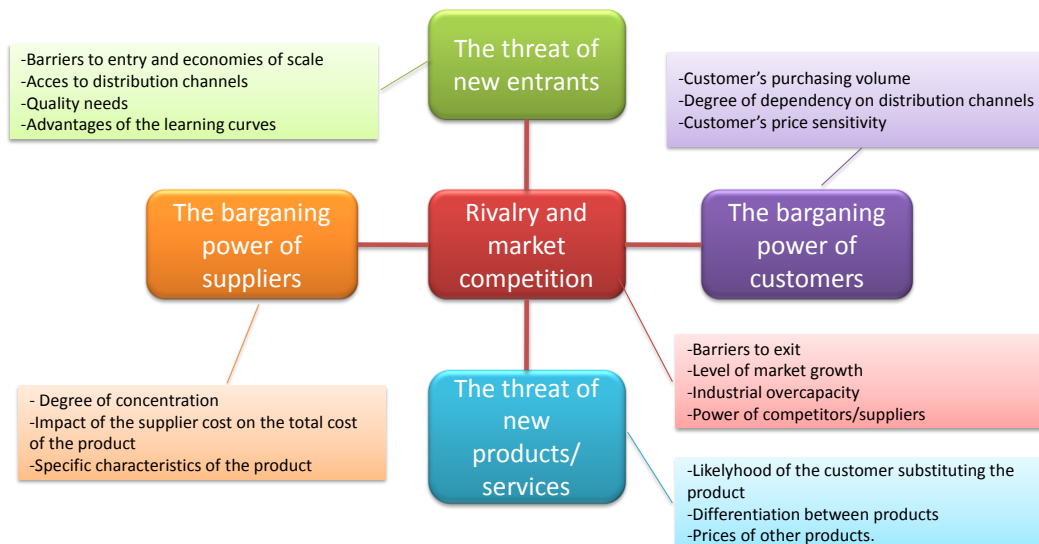 The threat of
new entrants
-Barriers to entry and economies of scale
-Acces to distribution channels
-Quality needs
-Advantages of the learning curves
-Customer’s purchasing volume
-Degree of dependency on distribution channels
-Customer’s price sensitivity
The barganing
power of
suppliers
Rivalry and
market
competition
The barganing
power of
customers
- Degree of concentration
-Impact of the supplier cost on the total cost
of the product
-Specific characteristics of the product
The threat of
new
products/
services
-Barriers to exit
-Level of market growth
-Industrial overcapacity
-Power of competitors/suppliers
-Likelyhood of the customer substituting the
product
-Differentiation between products
-Prices of other products.